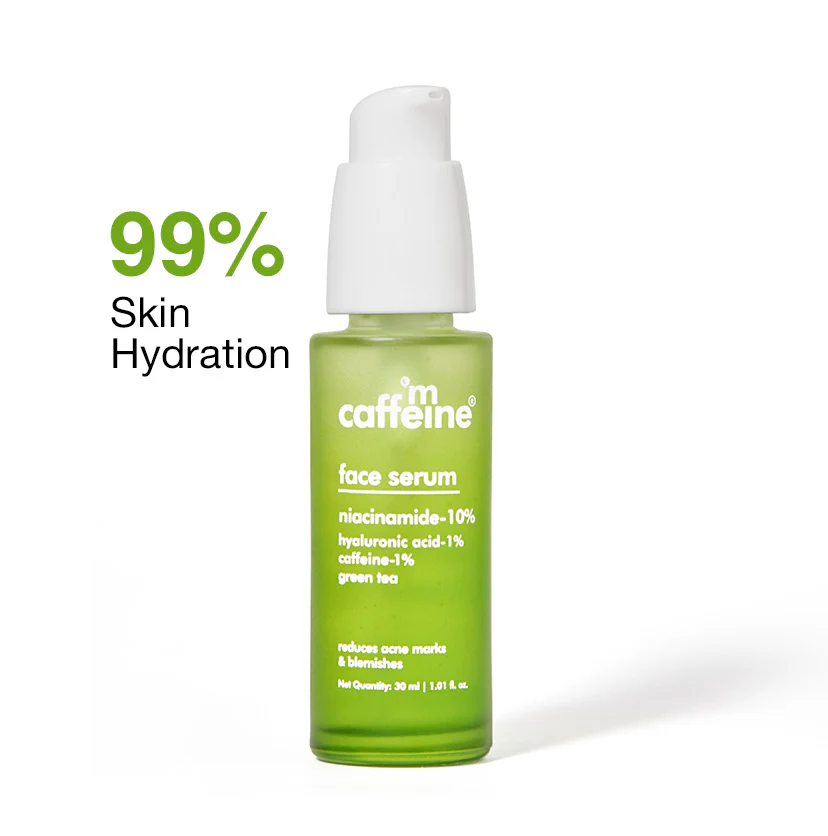 99%
Skin
Hydration
m
caffeine®
face serum
niacinamide-10%
hyaluronic acid-1%
caffeine-1%
green tea
reduces acne marks
& blemishes
Net Quantity: 30 ml | 1.01 fl. oz.